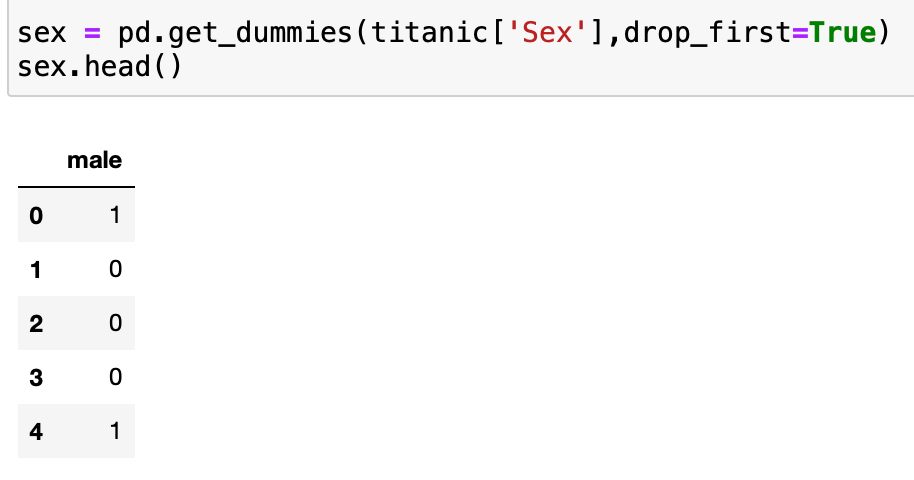 sex = pd.get_dummies(titanic['Sex'],drop_first=True)
sex.head()
male
0 1
1 0
2 0
3 0
4 1